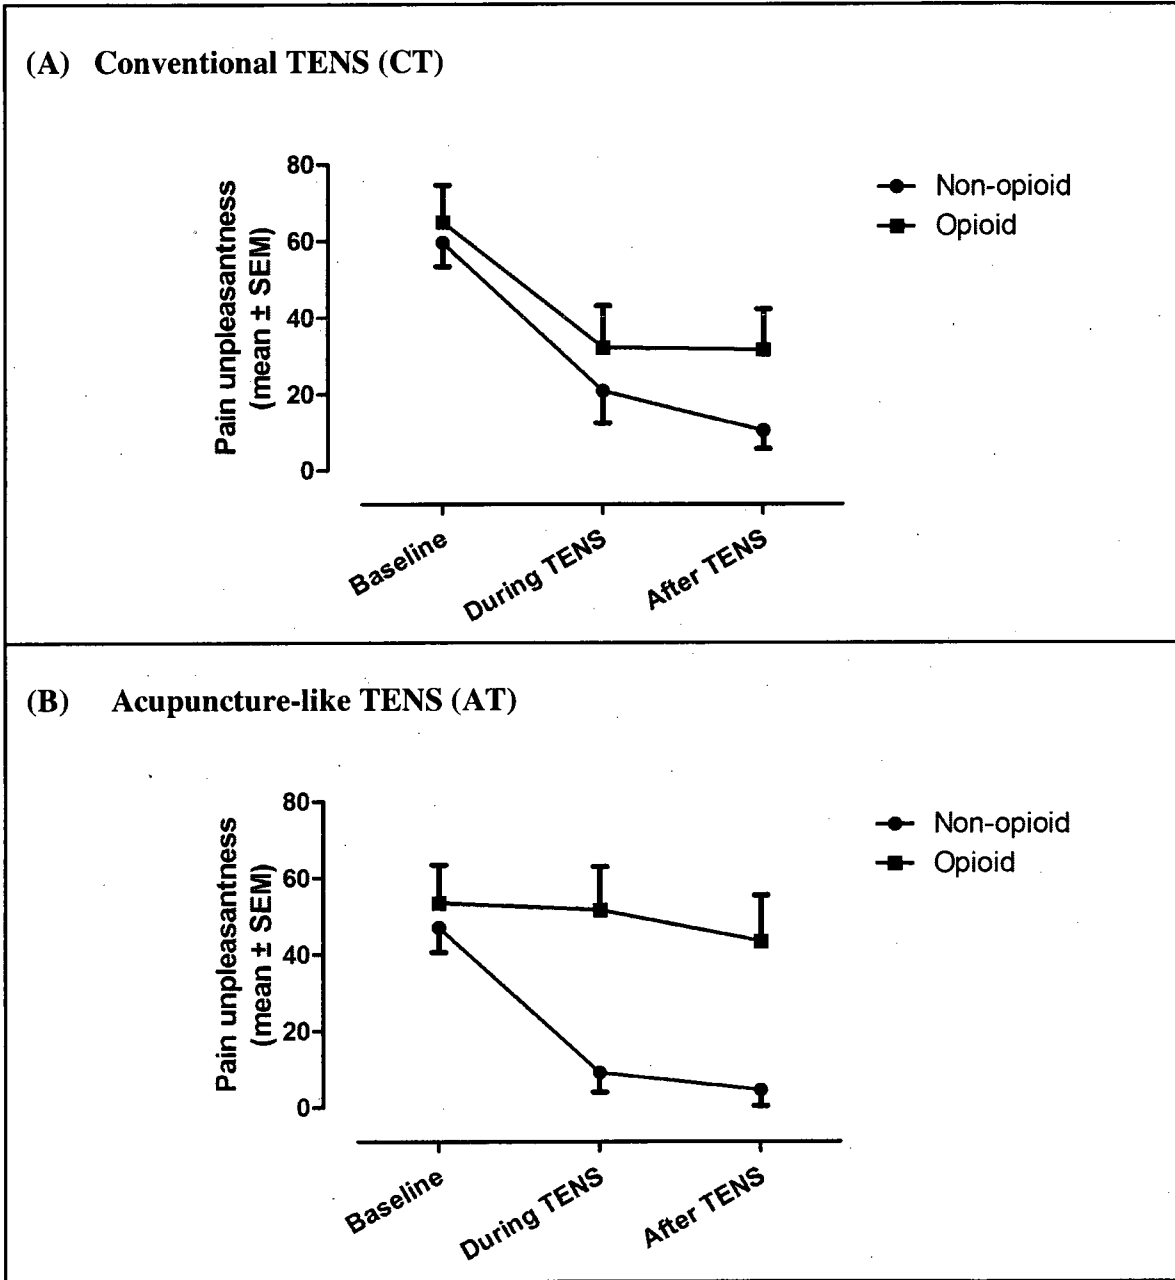 (A) Conventional TENS (CT)
Pain unpleasantness
(mean ± SEM)
80
60
40
20
0
Baseline
During TENS
After TENS
Non-opioid
Opioid
(B) Acupuncture-like TENS (AT)
Pain unpleasantness
(mean ± SEM)
80
60
40
20
0
Baseline
During TENS
After TENS
Non-opioid
Opioid